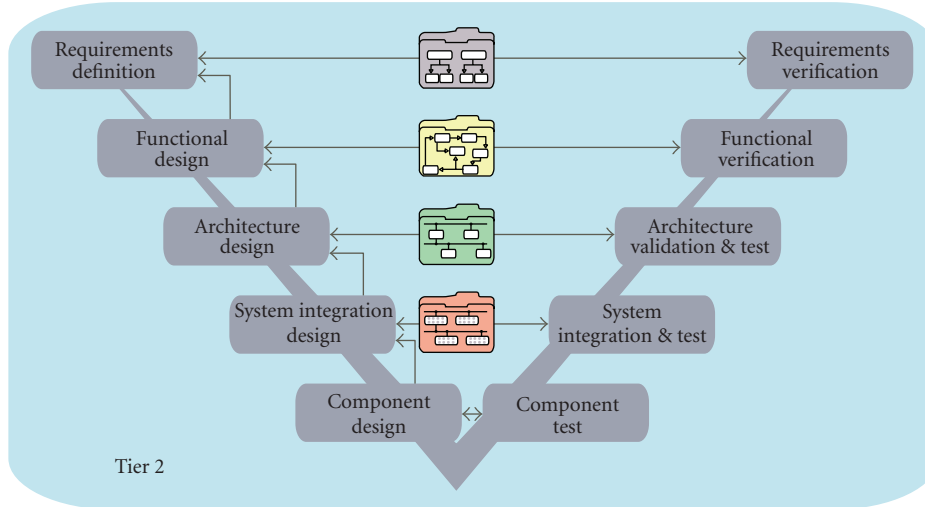 Requirements
definition
Requirements
verification
Functional
design
Functional
verification
Architecture
design
Architecture
validation & test
System integration
design
System
integration & test
Component
design
Component
test
Tier 2